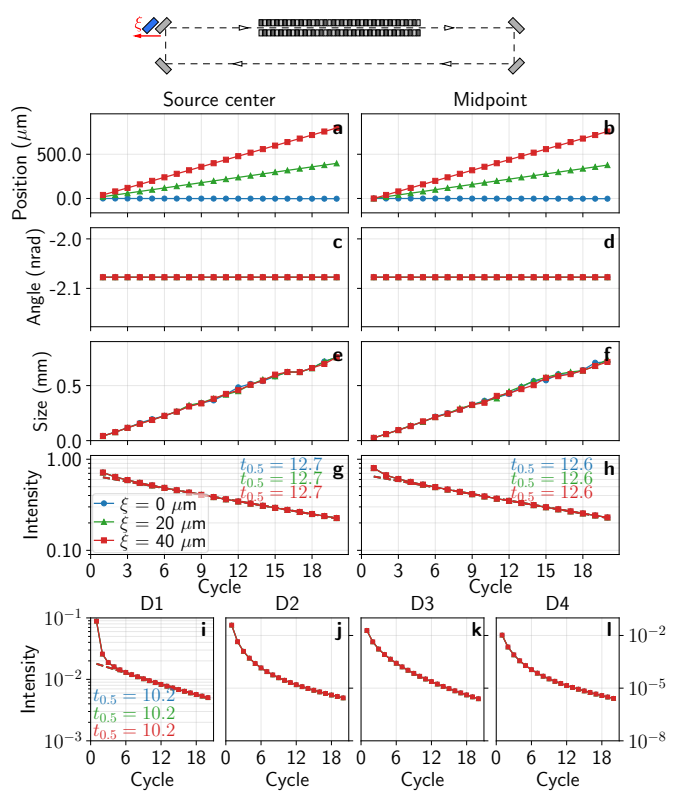 ξ
Source center
Midpoint
Position (μm)
500.0
0.0
a
b
Angle (nrad)
-2.0
-2.1
c
d
Size (mm)
0.5
0.0
e
f
Intensity
1.00
0.10
t0.5 = 12.7
t0.5 = 12.7
t0.5 = 12.7
g
ξ = 0 μm
ξ = 20 μm
ξ = 40 μm
t0.5 = 12.6
t0.5 = 12.6
t0.5 = 12.6
h
0 3 6 9 12 15 18
Cycle
0 3 6 9 12 15 18
Cycle
D1
D2
D3
D4
Intensity
10⁻¹
10⁻²
10⁻³
i
t0.5 = 10.2
t0.5 = 10.2
t0.5 = 10.2
j
k
l
10⁻²
10⁻⁵
10⁻⁸
0 6 12 18
0 6 12 18
0 6 12 18
0 6 12 18
Cycle
Cycle
Cycle
Cycle